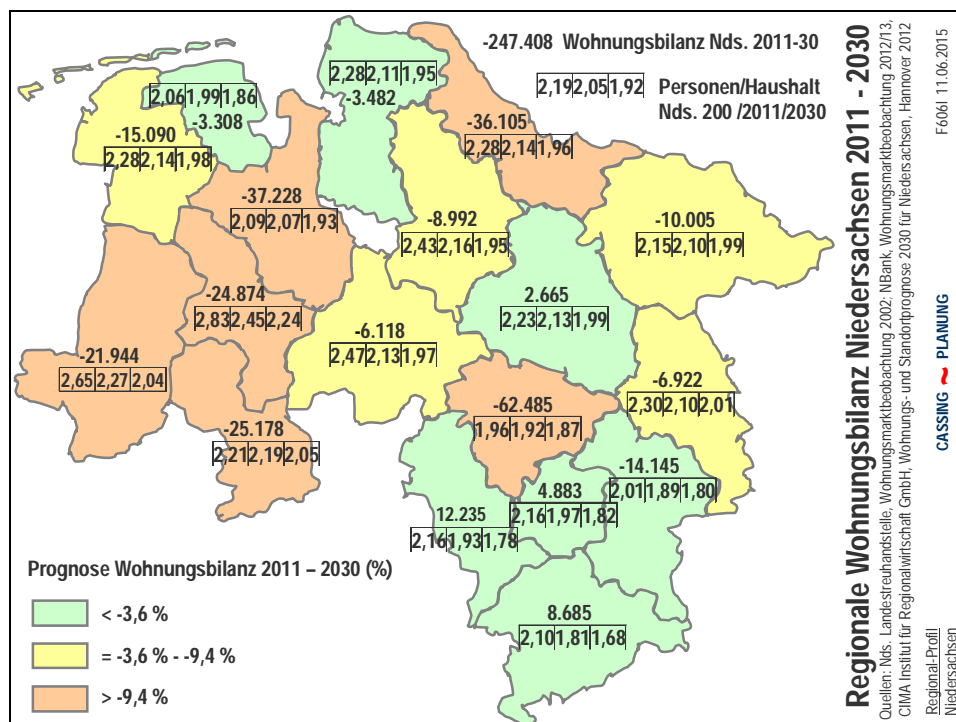 -247.408 Wohnungsbilanz Nds. 2011-30
2,19 2,05 1,92 Personen/Haushalt
Nds. 200 /2011/2030
2,28 2,11 1,95
-3.482
2,06 1,99 1,86
-3.308
-15.090
2,28 2,14 1,98
-36.105
2,28 2,14 1,96
-37.228
2,09 2,07 1,93
-8.992
2,43 2,16 1,95
-10.005
2,15 2,10 1,99
-24.874
2,83 2,45 2,24
2.665
2,23 2,13 1,99
-6.118
2,47 2,13 1,97
-21.944
2,65 2,27 2,04
-6.922
2,30 2,10 2,01
-62.485
1,96 1,92 1,87
-25.178
2,21 2,19 2,05
-14.145
2,01 1,89 1,80
4.883
2,16 1,97 1,82
12.235
2,16 1,93 1,78
8.685
2,10 1,81 1,68
Prognose Wohnungsbilanz 2011 – 2030 (%)
< -3,6 %
= -3,6 % - -9,4 %
> -9,4 %
Regionale Wohnungsbilanz Niedersachsen 2011 - 2030
Quellen: Nds. Landestreuhandstelle, Wohnungsmarktbeobachtung 2002; NBank, Wohnungsmarktbeobachtung 2012/13,
CIMA Institut für Regionalwirtschaft GmbH, Wohnungs- und Standortprognose 2030 für Niedersachsen, Hannover 2012
Regional-Profil
Niedersachsen
CASSING ~ PLANUNG
F606I 11.06.2015